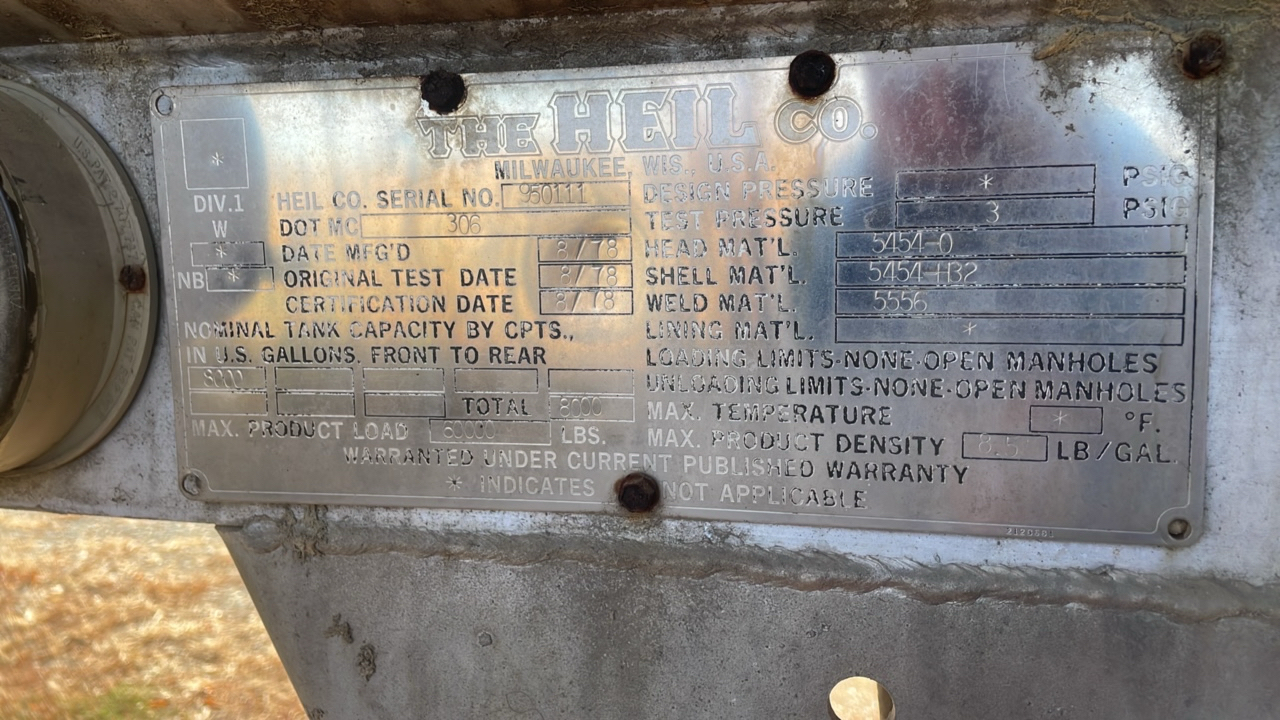 THE HEIL CO.
MILWAUKEE, WIS., U.S.A.
*
DIV.1
W
*
NB *
HEIL CO. SERIAL NO. 950111
DOT MC 306
DATE MFG'D 8/78
ORIGINAL TEST DATE 8/78
CERTIFICATION DATE 8/78
NOMINAL TANK CAPACITY BY CPTS.,
IN U.S. GALLONS, FRONT TO REAR
8000
TOTAL 8000
MAX. PRODUCT LOAD 60000 LBS.
DESIGN PRESSURE * PSIG
TEST PRESSURE 3 PSIG
HEAD MAT'L. 5454-0
SHELL MAT'L. 5454-H32
WELD MAT'L. 5556
LINING MAT'L. *
LOADING LIMITS-NONE-OPEN MANHOLES
UNLOADING LIMITS-NONE-OPEN MANHOLES
MAX. TEMPERATURE * °F.
MAX. PRODUCT DENSITY 8.5 LB/GAL.
WARRANTED UNDER CURRENT PUBLISHED WARRANTY
* INDICATES NOT APPLICABLE